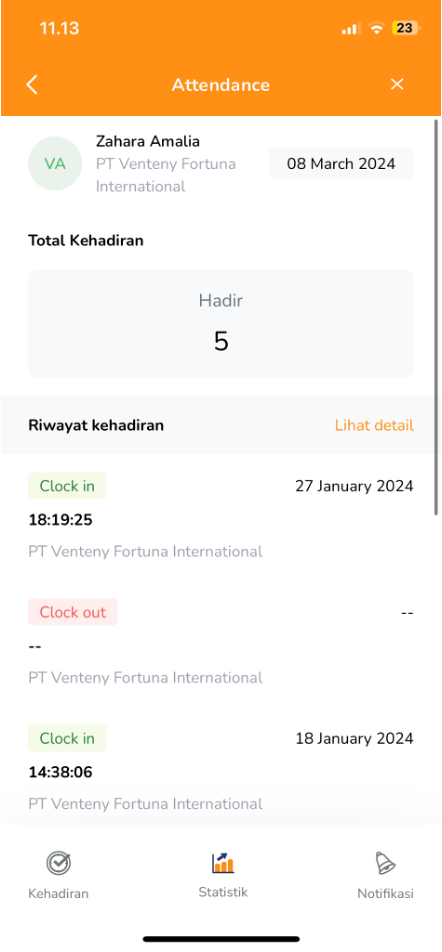 11.13
23
Attendance
VA
Zahara Amalia
PT Venteny Fortuna
International
08 March 2024
Total Kehadiran
Hadir
5
Riwayat kehadiran
Lihat detail
Clock in
27 January 2024
18:19:25
PT Venteny Fortuna International
Clock out
--
--
PT Venteny Fortuna International
Clock in
18 January 2024
14:38:06
PT Venteny Fortuna International
Kehadiran
Statistik
Notifikasi